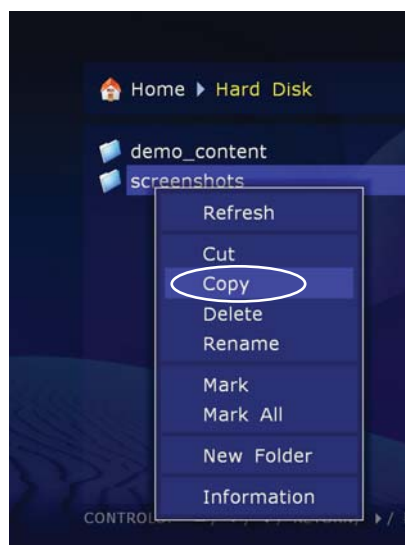 Home Hard Disk
demo_content
screenshots
Refresh
Cut
Copy
Delete
Rename
Mark
Mark All
New Folder
Information